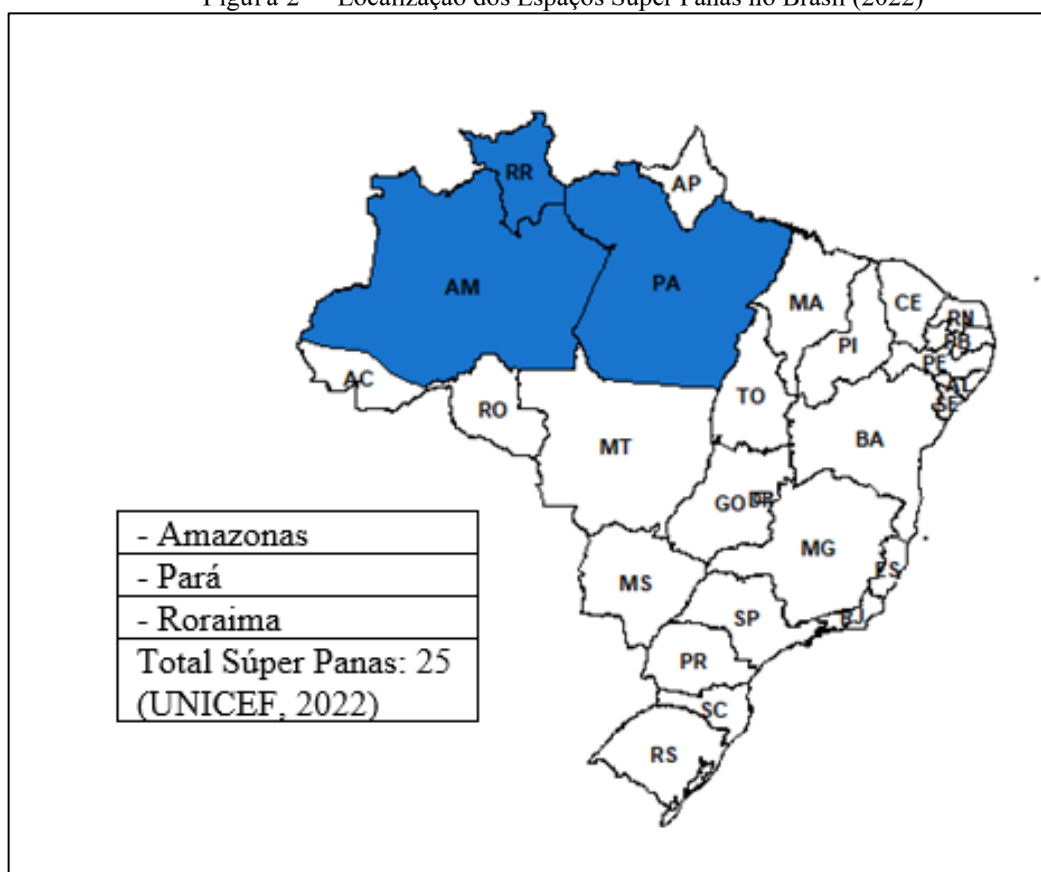 Figura 2 — Localização dos Espaços Súper Panas no Brasil (2022)
RR
AP
AM
PA
MA
CE
RN
PB
PI
PE
AL
SE
AC
TO
RO
BA
MT
GO
DF
MG
ES
MS
SP
RJ
PR
SC
RS
- Amazonas
- Pará
- Roraima
Total Súper Panas: 25
(UNICEF, 2022)